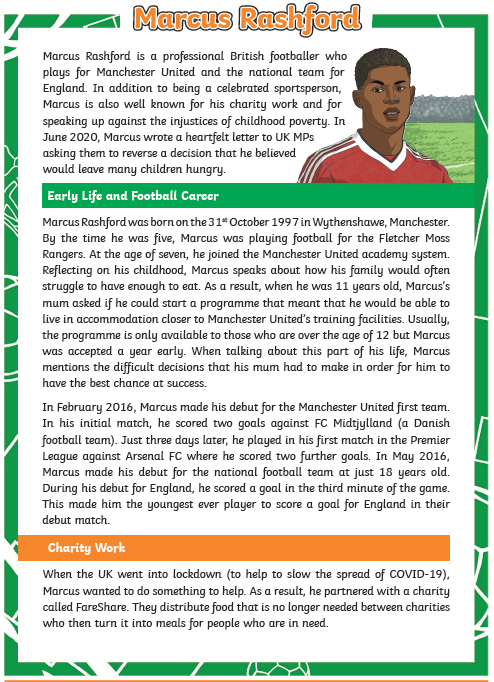 Marcus Rashford
Marcus Rashford is a professional British footballer who
plays for Manchester United and the national team for
England. In addition to being a celebrated sportsperson,
Marcus is also well known for his charity work and for
speaking up against the injustices of childhood poverty. In
June 2020, Marcus wrote a heartfelt letter to UK MPs
asking them to reverse a decision that he believed
would leave many children hungry.
Early Life and Football Career
Marcus Rashford was born on the 31st October 1997 in Wythenshawe, Manchester.
By the time he was five, Marcus was playing football for the Fletcher Moss
Rangers. At the age of seven, he joined the Manchester United academy system.
Reflecting on his childhood, Marcus speaks about how his family would often
struggle to have enough to eat. As a result, when he was 11 years old, Marcus's
mum asked if he could start a programme that meant that he would be able to
live in accommodation closer to Manchester United's training facilities. Usually,
the programme is only available to those who are over the age of 12 but Marcus
was accepted a year early. When talking about this part of his life, Marcus
mentions the difficult decisions that his mum had to make in order for him to
have the best chance at success.
In February 2016, Marcus made his debut for the Manchester United first team.
In his initial match, he scored two goals against FC Midtjylland (a Danish
football team). Just three days later, he played in his first match in the Premier
League against Arsenal FC where he scored two further goals. In May 2016,
Marcus made his debut for the national football team at just 18 years old.
During his debut for England, he scored a goal in the third minute of the game.
This made him the youngest ever player to score a goal for England in their
debut match.
Charity Work
When the UK went into lockdown (to help to slow the spread of COVID-19),
Marcus wanted to do something to help. As a result, he partnered with a charity
called FareShare. They distribute food that is no longer needed between charities
who then turn it into meals for people who are in need.